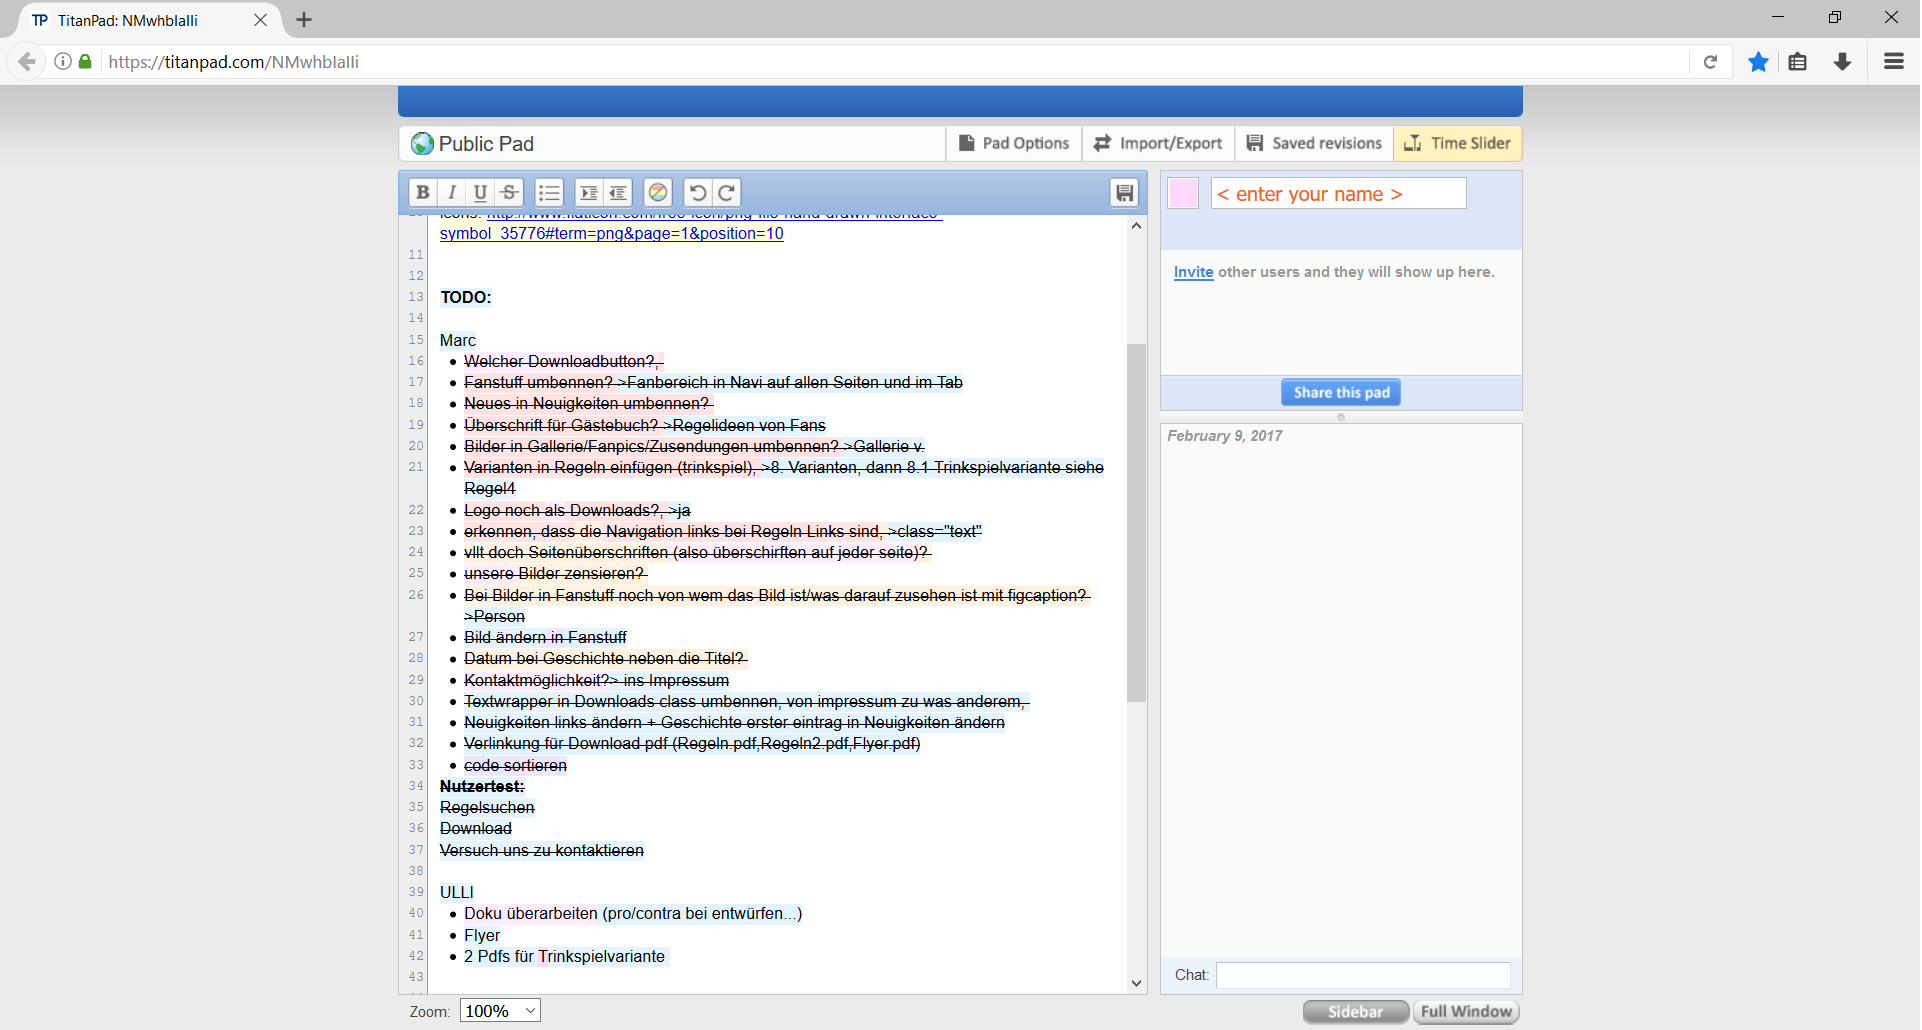 TP TitanPad: NMwhbIalli
https://titanpad.com/NMwhbIalli
Public Pad
Pad Options
Import/Export
Saved revisions
Time Slider
B I U S
< enter your name >
symbol_35776#term=png&page=1&position=10
11
12
13 TODO:
14
15 Marc
16 • Welcher Downloadbutton?,
17 • Fanstuff umbennen? >Fanbereich in Navi auf allen Seiten und im Tab
18 • Neues in Neuigkeiten umbennen?
19 • Überschrift für Gästebuch? >Regelideen von Fans
20 • Bilder in Gallerie/Fanpics/Zusendungen umbennen? >Gallerie v.
21 • Varianten in Regeln einfügen (trinkspiel), >8. Varianten, dann 8.1 Trinkspielvariante siehe
Regel4
22 • Logo noch als Downloads?, >ja
23 • erkennen, dass die Navigation links bei Regeln Links sind, >class="text"
24 • vllt doch Seitenüberschriften (also überschirften auf jeder seite)?
25 • unsere Bilder zensieren?
26 • Bei Bilder in Fanstuff noch von wem das Bild ist/was darauf zusehen ist mit figcaption?
>Person
27 • Bild ändern in Fanstuff
28 • Datum bei Geschichte neben die Titel?
29 • Kontaktmöglichkeit?> ins Impressum
30 • Textwrapper in Downloads class umbennen, von impressum zu was anderem,
31 • Neuigkeiten links ändern + Geschichte erster eintrag in Neuigkeiten ändern
32 • Verlinkung für Download pdf (Regeln.pdf,Regeln2.pdf,Flyer.pdf)
33 • code sortieren
34 Nutzertest:
35 Regelsuchen
36 Download
37 Versuch uns zu kontaktieren
38
39 ULLI
40 • Doku überarbeiten (pro/contra bei entwürfen...)
41 • Flyer
42 • 2 Pdfs für Trinkspielvariante
43
Invite other users and they will show up here.
Share this pad
February 9, 2017
Chat:
Zoom: 100%
Sidebar
Full Window